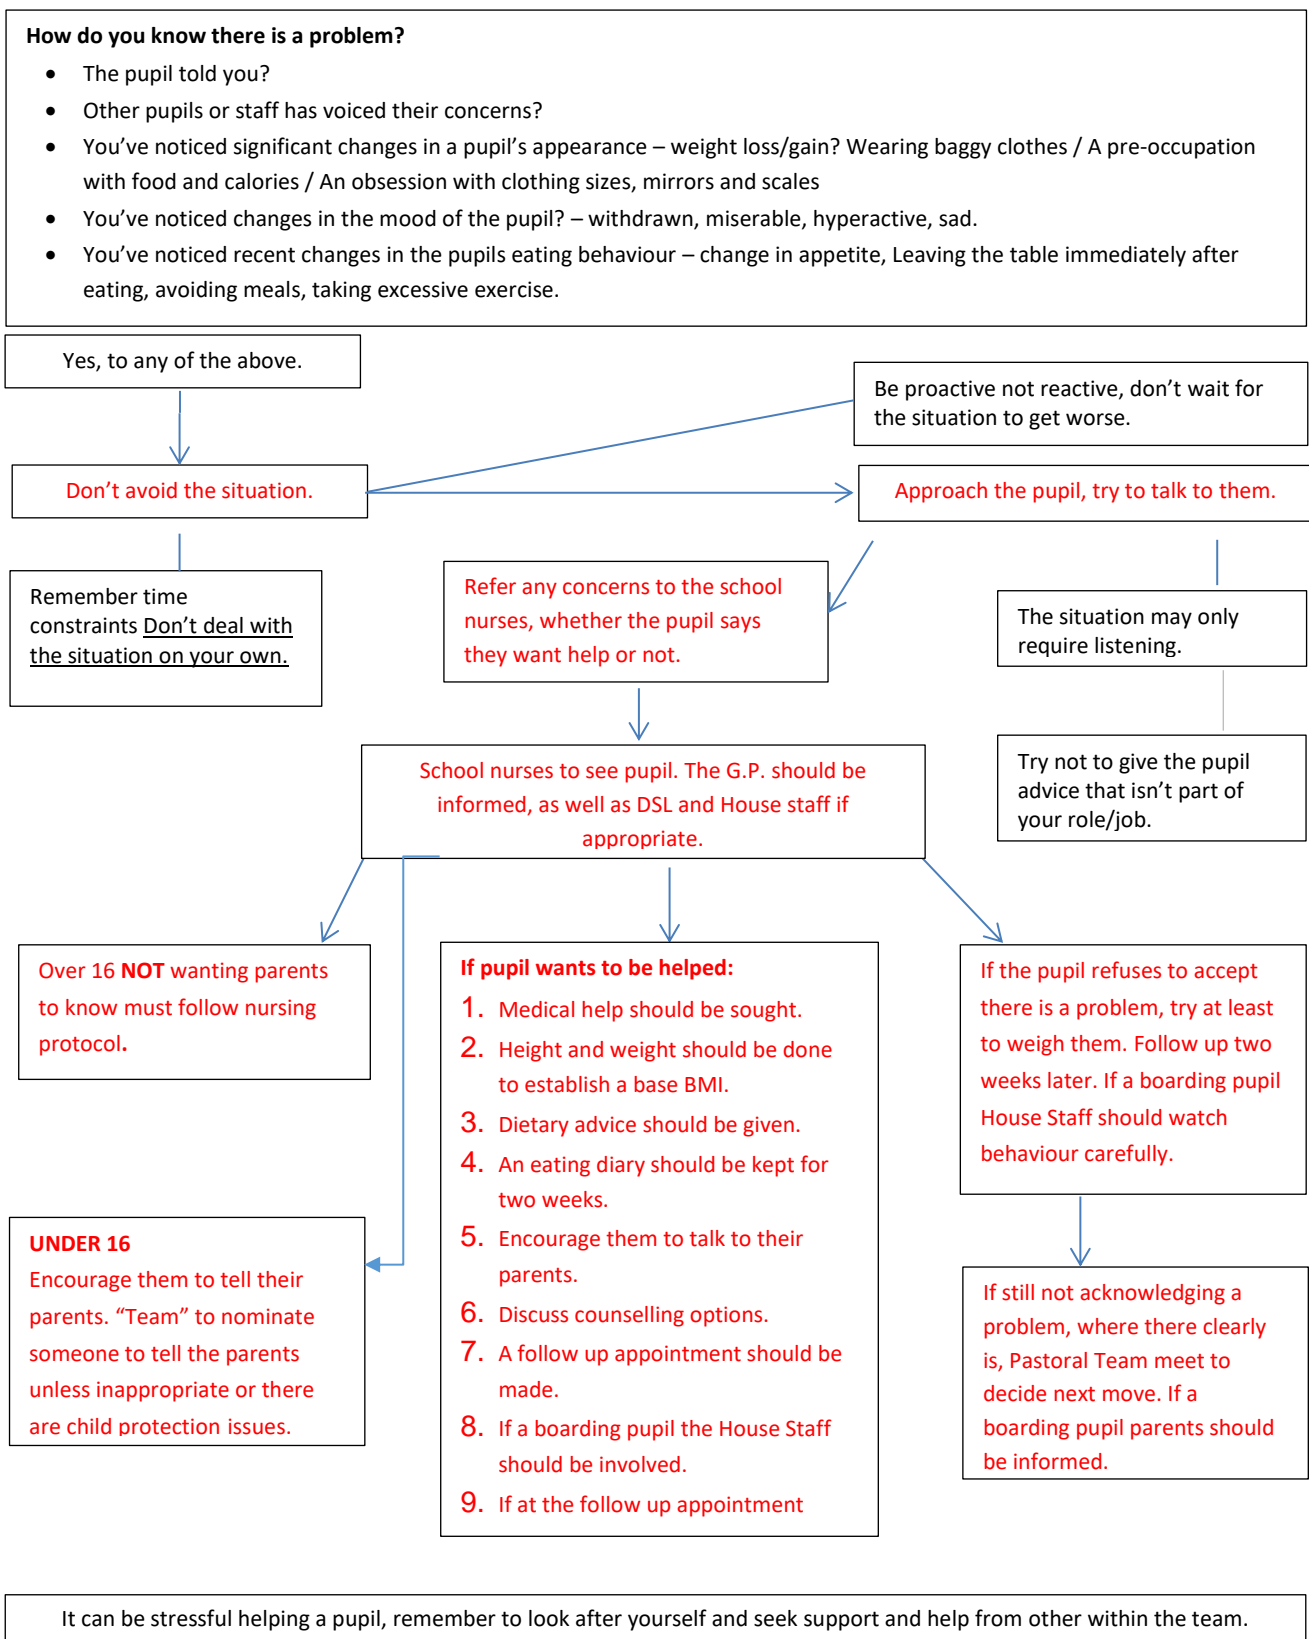 How do you know there is a problem?
• The pupil told you?
• Other pupils or staff has voiced their concerns?
• You’ve noticed significant changes in a pupil’s appearance – weight loss/gain? Wearing baggy clothes / A pre-occupation
with food and calories / An obsession with clothing sizes, mirrors and scales
• You’ve noticed changes in the mood of the pupil? – withdrawn, miserable, hyperactive, sad.
• You’ve noticed recent changes in the pupils eating behaviour – change in appetite, Leaving the table immediately after
eating, avoiding meals, taking excessive exercise.
Yes, to any of the above.
Be proactive not reactive, don’t wait for
the situation to get worse.
Don’t avoid the situation.
Approach the pupil, try to talk to them.
Remember time
constraints Don’t deal with
the situation on your own.
Refer any concerns to the school
nurses, whether the pupil says
they want help or not.
The situation may only
require listening.
Try not to give the pupil
advice that isn’t part of
your role/job.
School nurses to see pupil. The G.P. should be
informed, as well as DSL and House staff if
appropriate.
Over 16 NOT wanting parents
to know must follow nursing
protocol.
UNDER 16
Encourage them to tell their
parents. “Team” to nominate
someone to tell the parents
unless inappropriate or there
are child protection issues.
If pupil wants to be helped:
1. Medical help should be sought.
2. Height and weight should be done
to establish a base BMI.
3. Dietary advice should be given.
4. An eating diary should be kept for
two weeks.
5. Encourage them to talk to their
parents.
6. Discuss counselling options.
7. A follow up appointment should be
made.
8. If a boarding pupil the House Staff
should be involved.
9. If at the follow up appointment
If the pupil refuses to accept
there is a problem, try at least
to weigh them. Follow up two
weeks later. If a boarding pupil
House Staff should watch
behaviour carefully.
If still not acknowledging a
problem, where there clearly
is, Pastoral Team meet to
decide next move. If a
boarding pupil parents should
be informed.
It can be stressful helping a pupil, remember to look after yourself and seek support and help from other within the team.